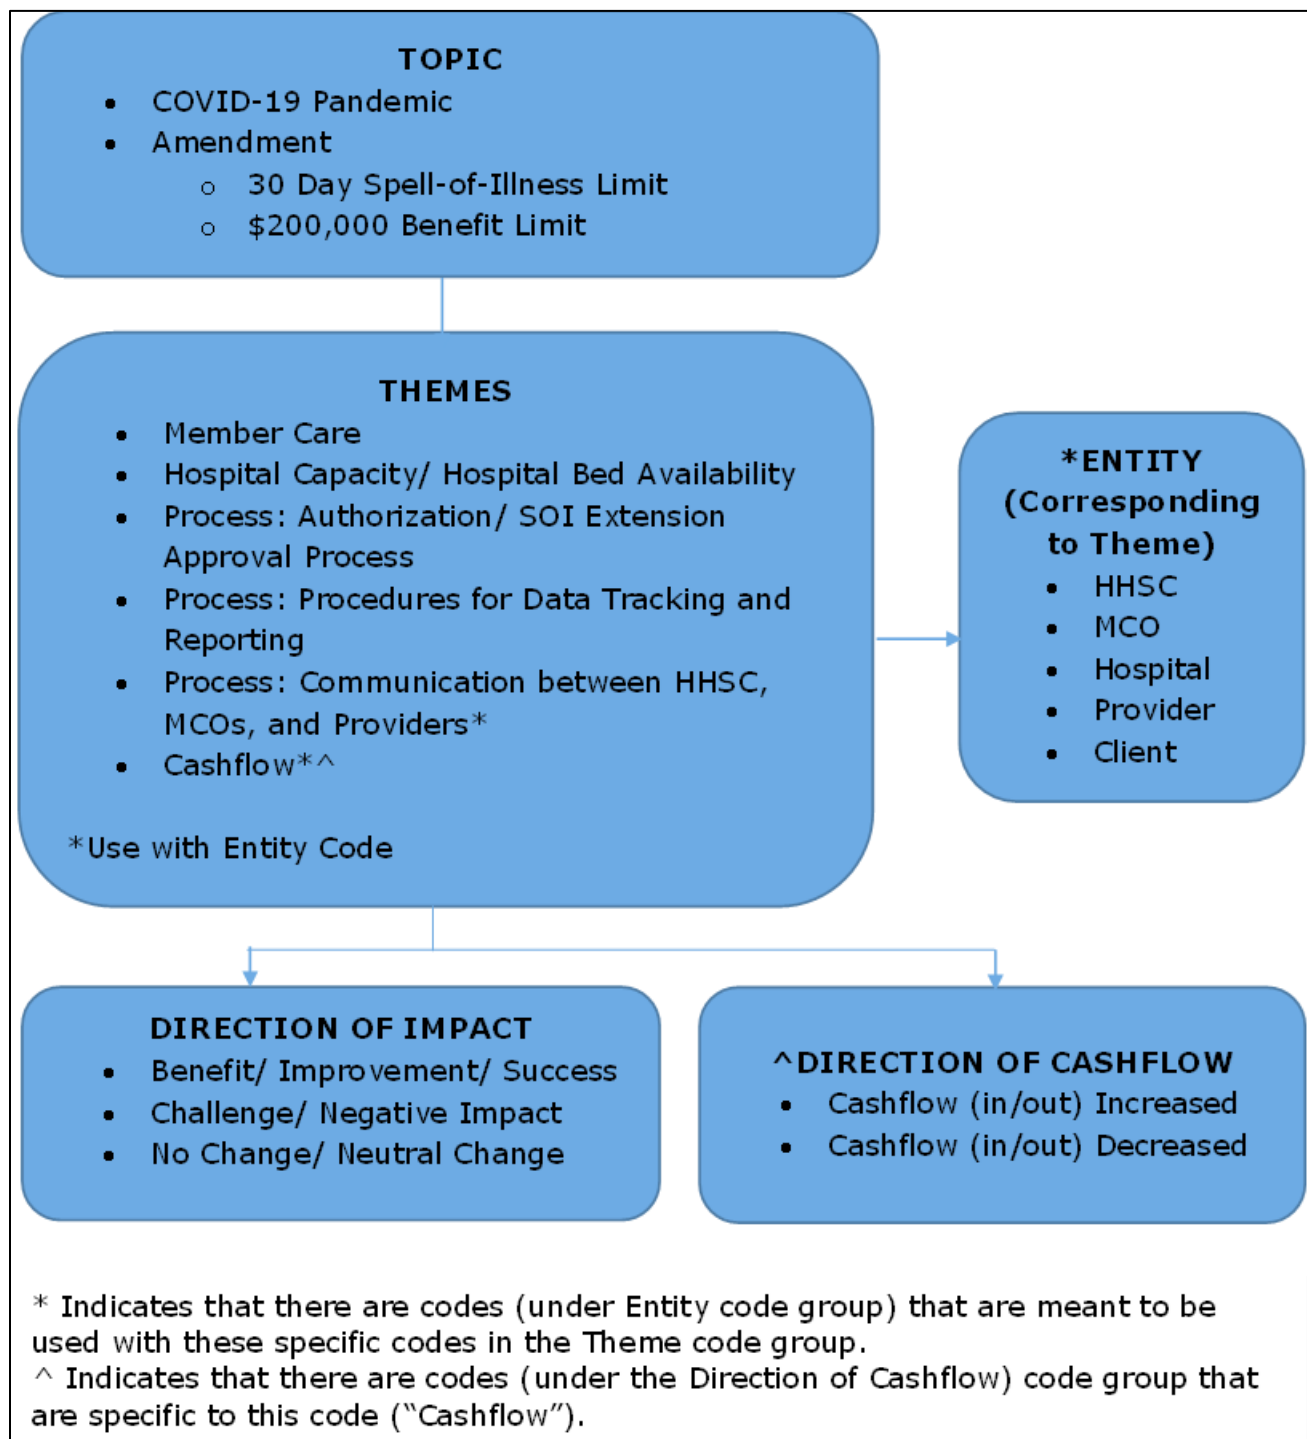 TOPIC
• COVID-19 Pandemic
• Amendment
o 30 Day Spell-of-Illness Limit
o $200,000 Benefit Limit
THEMES
• Member Care
• Hospital Capacity/ Hospital Bed Availability
• Process: Authorization/ SOI Extension
Approval Process
• Process: Procedures for Data Tracking and
Reporting
• Process: Communication between HHSC,
MCOs, and Providers*
• Cashflow*^
*Use with Entity Code
*ENTITY
(Corresponding
to Theme)
• HHSC
• MCO
• Hospital
• Provider
• Client
DIRECTION OF IMPACT
• Benefit/ Improvement/ Success
• Challenge/ Negative Impact
• No Change/ Neutral Change
^DIRECTION OF CASHFLOW
• Cashflow (in/out) Increased
• Cashflow (in/out) Decreased
* Indicates that there are codes (under Entity code group) that are meant to be
used with these specific codes in the Theme code group.
^ Indicates that there are codes (under the Direction of Cashflow) code group that
are specific to this code (“Cashflow”).